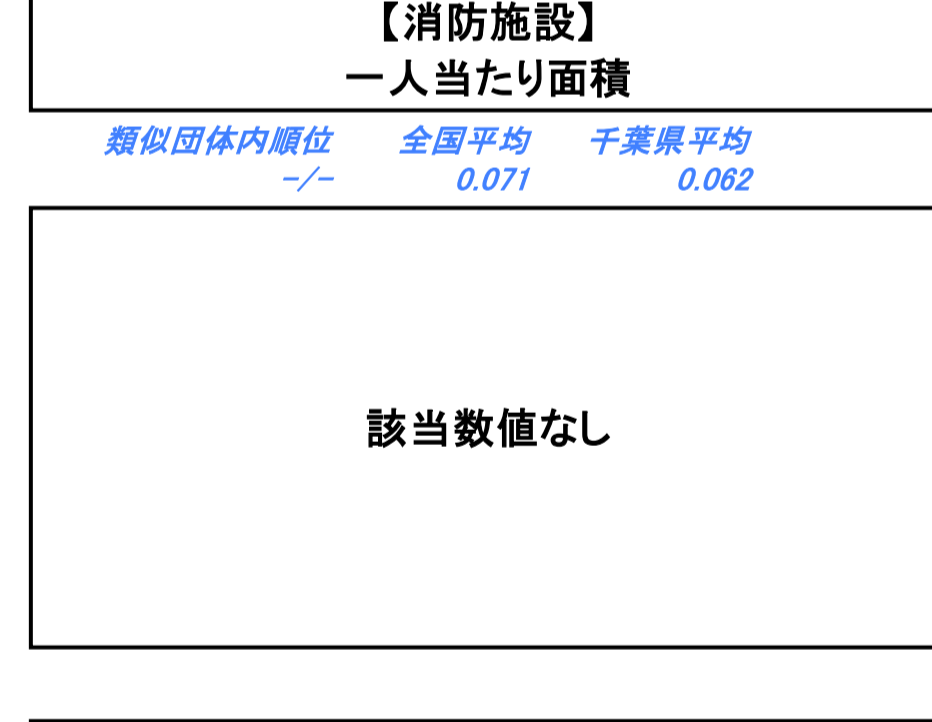 【消防施設】
一人当たり面積
類似団体内順位 全国平均 千葉県平均
-/- 0.071 0.062
該当数値なし